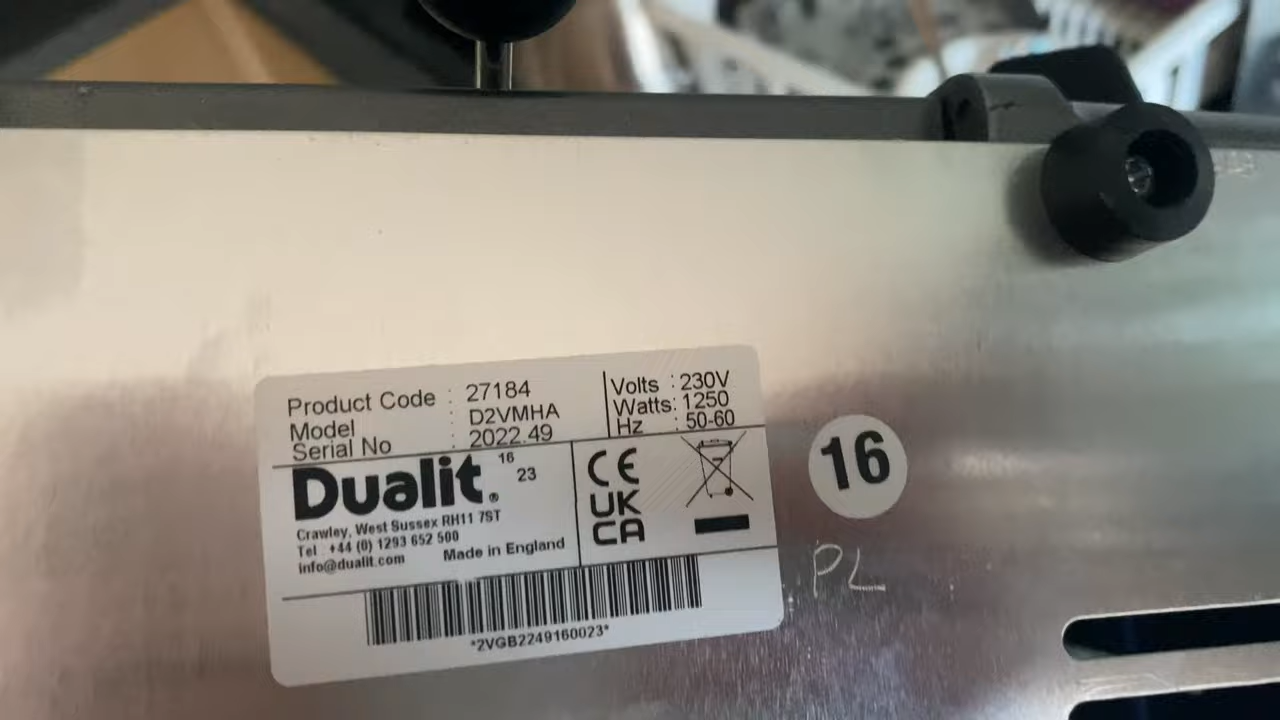 Product Code : 27184
Model : D2VMHA
Serial No : 2022.49
Volts : 230V
Watts: 1250
Hz : 50-60
Dualit®
16
23
Crawley, West Sussex RH11 7ST
Tel : +44 (0) 1293 652 500
info@dualit.com
Made in England
CE
UK
CA
*2VGB2249160023*
16
PL